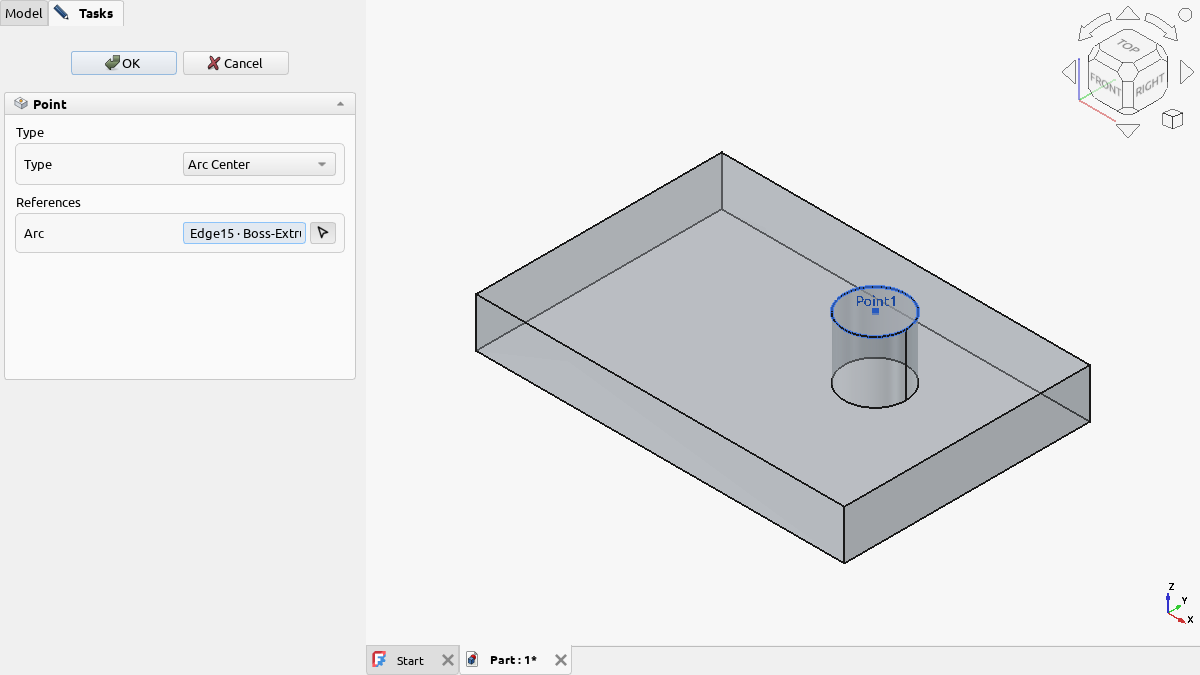 Model
Tasks
OK
Cancel
Point
Type
Type
Arc Center
References
Arc
Edge15 · Boss-Extr
Point1
TOP
FRONT
RIGHT
Z
Y
X
Start
Part : 1*